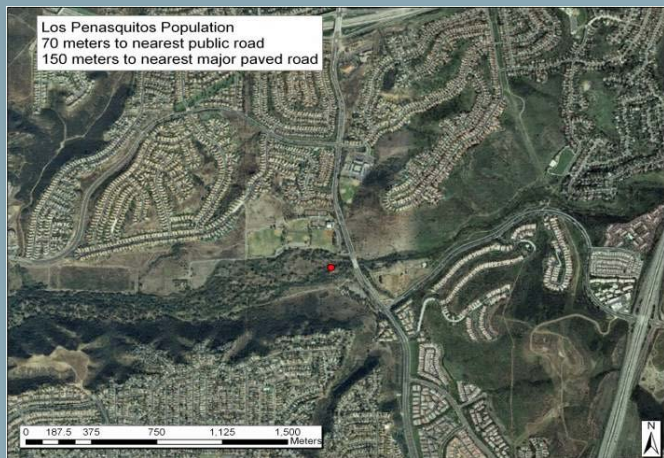 Los Penasquitos Population
70 meters to nearest public road
150 meters to nearest major paved road
0 187.5 375 750 1,125 1,500
Meters
N